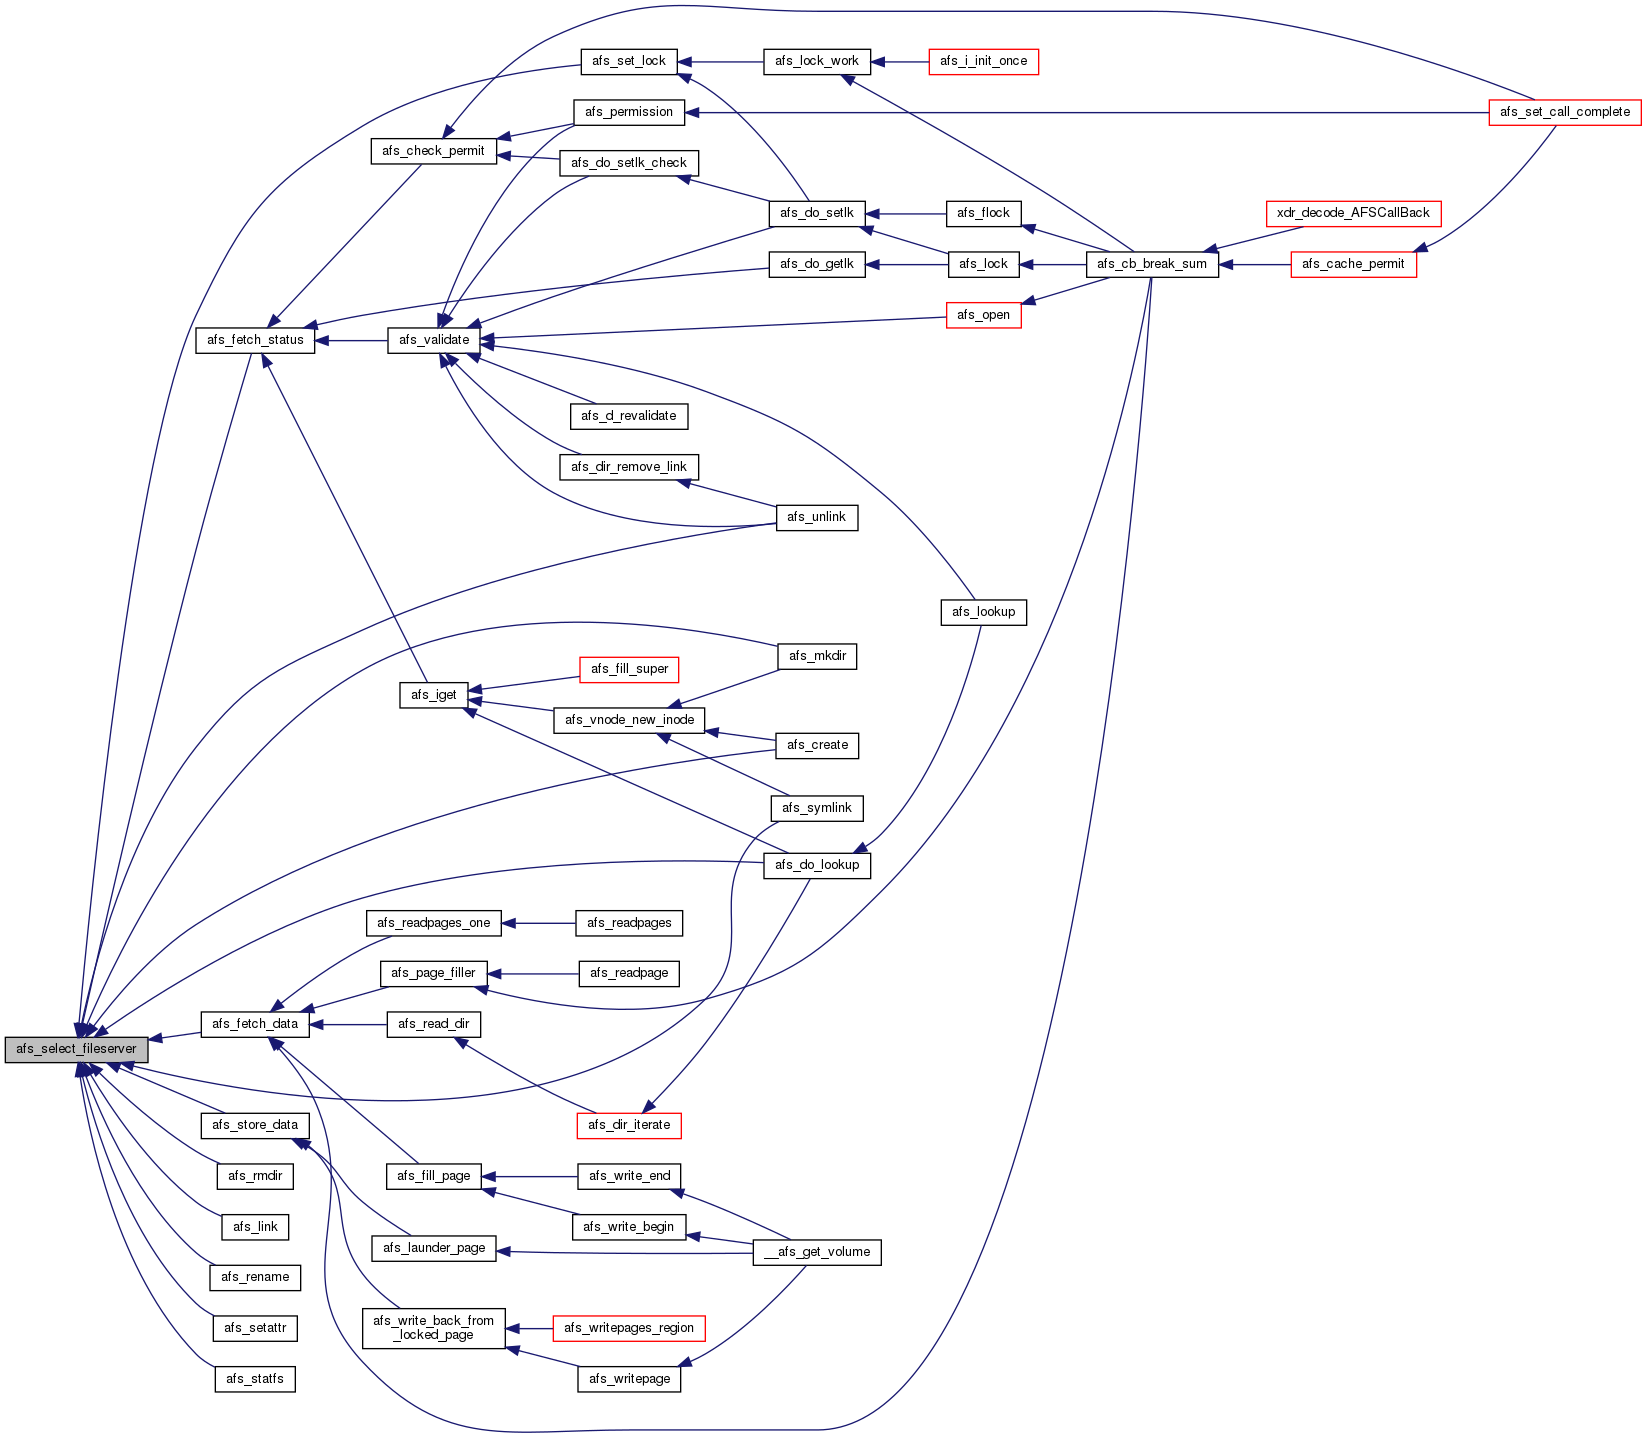 afs_set_lock
afs_lock_work
afs_i_init_once
afs_permission
afs_set_call_complete
afs_check_permit
afs_do_setlk_check
afs_do_setlk
afs_flock
xdr_decode_AFSCallBack
afs_do_getlk
afs_lock
afs_cb_break_sum
afs_cache_permit
afs_open
afs_fetch_status
afs_validate
afs_d_revalidate
afs_dir_remove_link
afs_unlink
afs_lookup
afs_mkdir
afs_fill_super
afs_iget
afs_vnode_new_inode
afs_create
afs_symlink
afs_do_lookup
afs_readpages_one
afs_readpages
afs_page_filler
afs_readpage
afs_fetch_data
afs_read_dir
afs_select_fileserver
afs_store_data
afs_dir_iterate
afs_rmdir
afs_fill_page
afs_write_end
afs_link
afs_write_begin
afs_launder_page
__afs_get_volume
afs_rename
afs_setattr
afs_write_back_from
_locked_page
afs_writepages_region
afs_statfs
afs_writepage